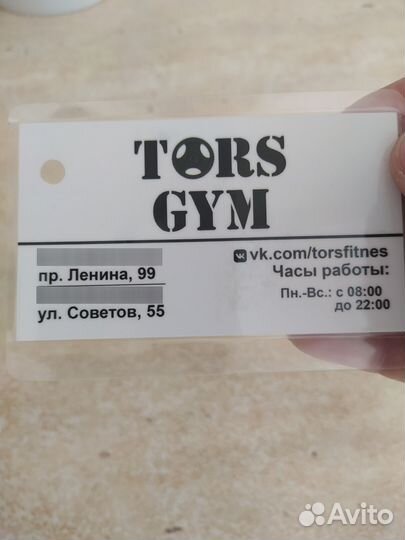 TORS
GYM
пр. Ленина, 99
ул. Советов, 55
vk.com/torsfitnes
Часы работы:
Пн.-Вс.: с 08:00
до 22:00
Avito